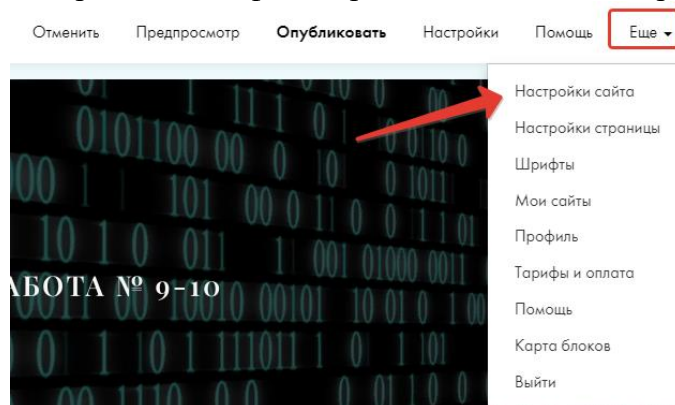 Отменить Предпросмотр Опубликовать Настройки Помощь Еще
Настройки сайта
Настройки страницы
Шрифты
Мои сайты
Профиль
Тарифы и оплата
АБОТА № 9-10
Помощь
Карта блоков
Выйти